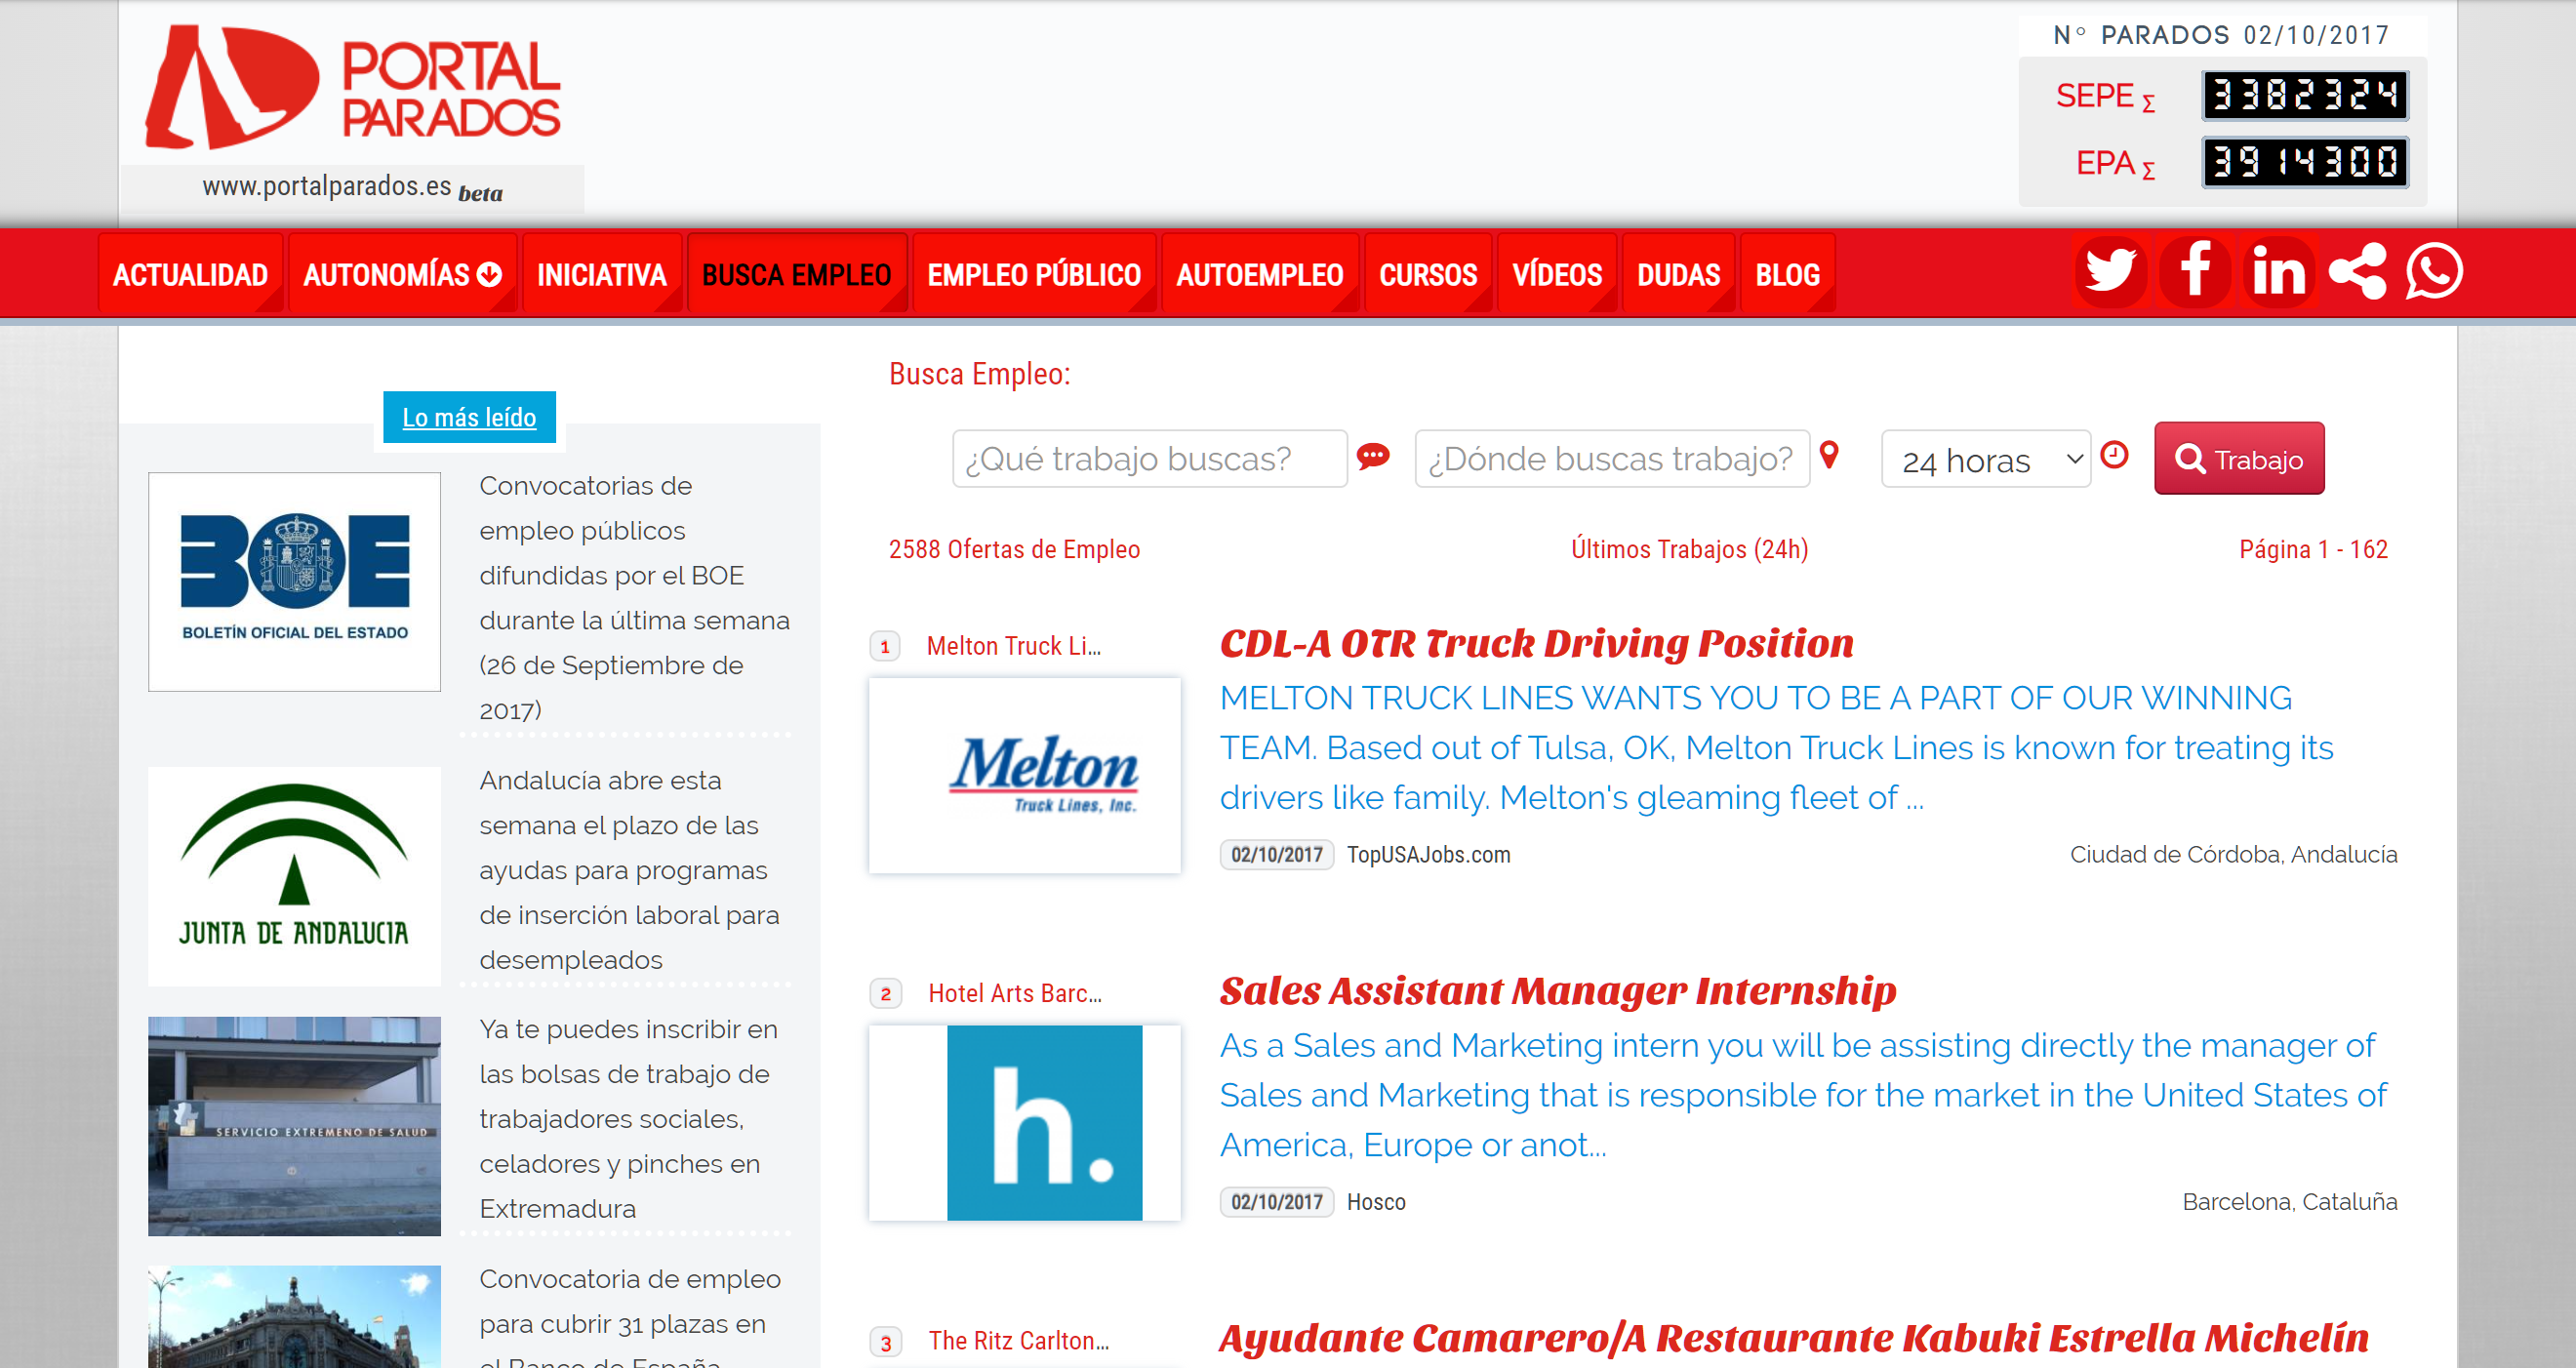 PORTAL
PARADOS
www.portalparados.es beta
Nº PARADOS 02/10/2017
SEPE Σ 3302324
EPA Σ 3914300
ACTUALIDAD AUTONOMÍAS INICIATIVA BUSCA EMPLEO EMPLEO PÚBLICO AUTOEMPLEO CURSOS VÍDEOS DUDAS BLOG
Lo más leído
BOE
BOLETÍN OFICIAL DEL ESTADO
Convocatorias de
empleo públicos
difundidas por el BOE
durante la última semana
(26 de Septiembre de
2017)
JUNTA DE ANDALUCIA
Andalucía abre esta
semana el plazo de las
ayudas para programas
de inserción laboral para
desempleados
SERVICIO EXTREMEÑO DE SALUD
Ya te puedes inscribir en
las bolsas de trabajo de
trabajadores sociales,
celadores y pinches en
Extremadura
Convocatoria de empleo
para cubrir 31 plazas en
el Banco de España
Busca Empleo:
¿Qué trabajo buscas? ¿Dónde buscas trabajo? 24 horas Trabajo
2588 Ofertas de Empleo Últimos Trabajos (24h) Página 1 - 162
1 Melton Truck Li...
Melton
Truck Lines, Inc.
CDL-A OTR Truck Driving Position
MELTON TRUCK LINES WANTS YOU TO BE A PART OF OUR WINNING
TEAM. Based out of Tulsa, OK, Melton Truck Lines is known for treating its
drivers like family. Melton's gleaming fleet of ...
02/10/2017 TopUSAJobs.com Ciudad de Córdoba, Andalucía
2 Hotel Arts Barc...
h.
Sales Assistant Manager Internship
As a Sales and Marketing intern you will be assisting directly the manager of
Sales and Marketing that is responsible for the market in the United States of
America, Europe or anot...
02/10/2017 Hosco Barcelona, Cataluña
3 The Ritz Carlton...
Ayudante Camarero/A Restaurante Kabuki Estrella Michelín